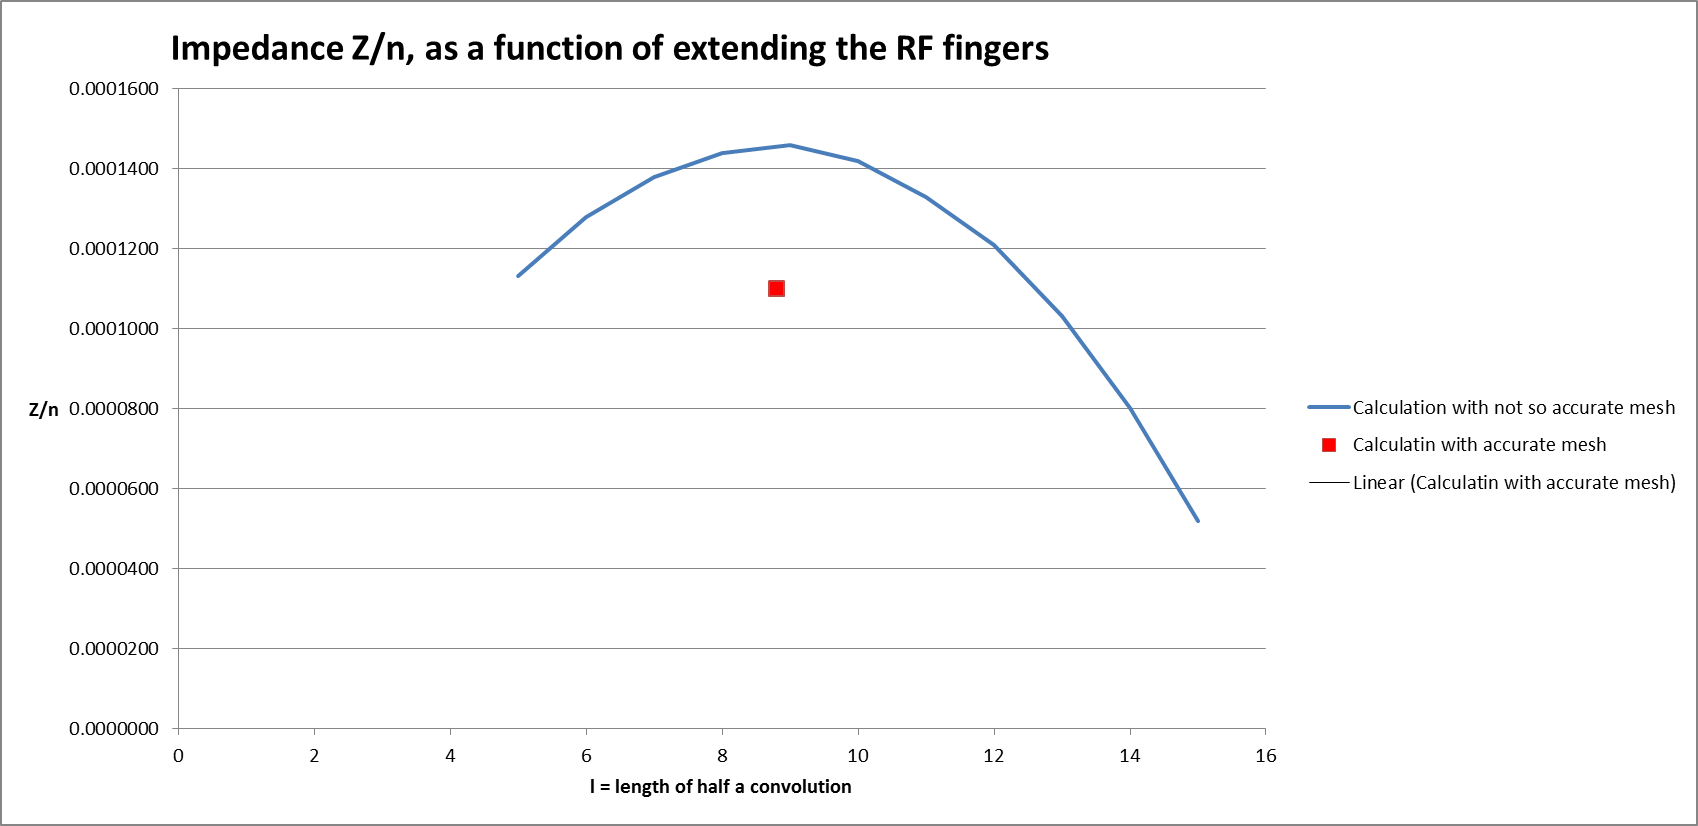 Impedance Z/n, as a function of extending the RF fingers
0.0001600
0.0001400
0.0001200
0.0001000
Z/n 0.0000800
0.0000600
0.0000400
0.0000200
0.0000000
0 2 4 6 8 10 12 14 16
l = length of half a convolution
Calculation with not so accurate mesh
Calculatin with accurate mesh
Linear (Calculatin with accurate mesh)